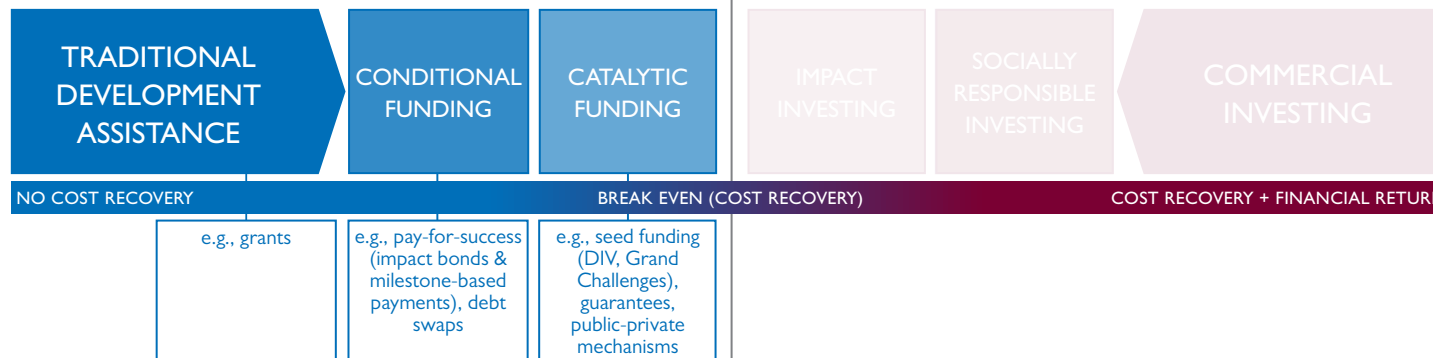 TRADITIONAL
DEVELOPMENT
ASSISTANCE
CONDITIONAL
FUNDING
CATALYTIC
FUNDING
IMPACT
INVESTING
SOCIALLY
RESPONSIBLE
INVESTING
COMMERCIAL
INVESTING
NO COST RECOVERY
BREAK EVEN (COST RECOVERY)
COST RECOVERY + FINANCIAL RETUR
e.g., grants
e.g., pay-for-success
(impact bonds &
milestone-based
payments), debt
swaps
e.g., seed funding
(DIV, Grand
Challenges),
guarantees,
public-private
mechanisms